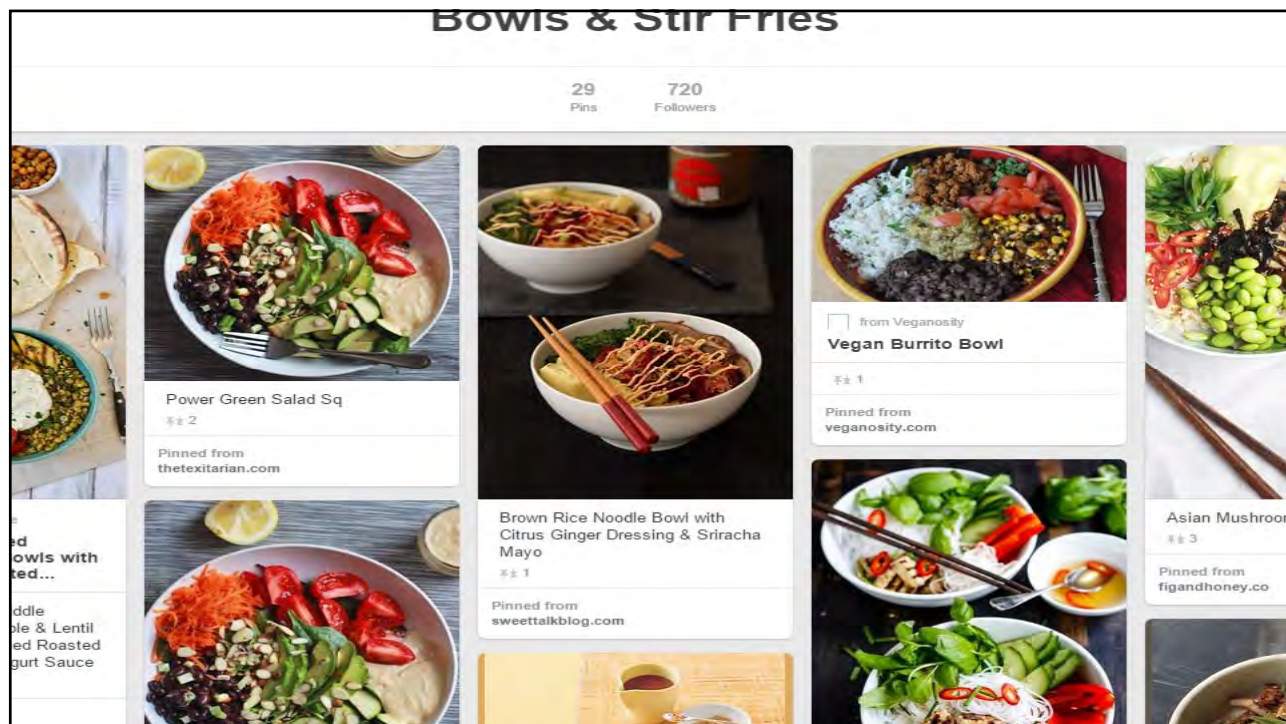 Bowls & Stir Fries
29
Pins
720
Followers
ed
owls with
ted...
ddle
ble & Lentil
ed Roasted
gurt Sauce
Power Green Salad Sq
2
Pinned from
thetexitarian.com
Brown Rice Noodle Bowl with
Citrus Ginger Dressing & Sriracha
Mayo
1
Pinned from
sweettalkblog.com
from Veganosity
Vegan Burrito Bowl
1
Pinned from
veganosity.com
Asian Mushroo
3
Pinned from
figandhoney.co